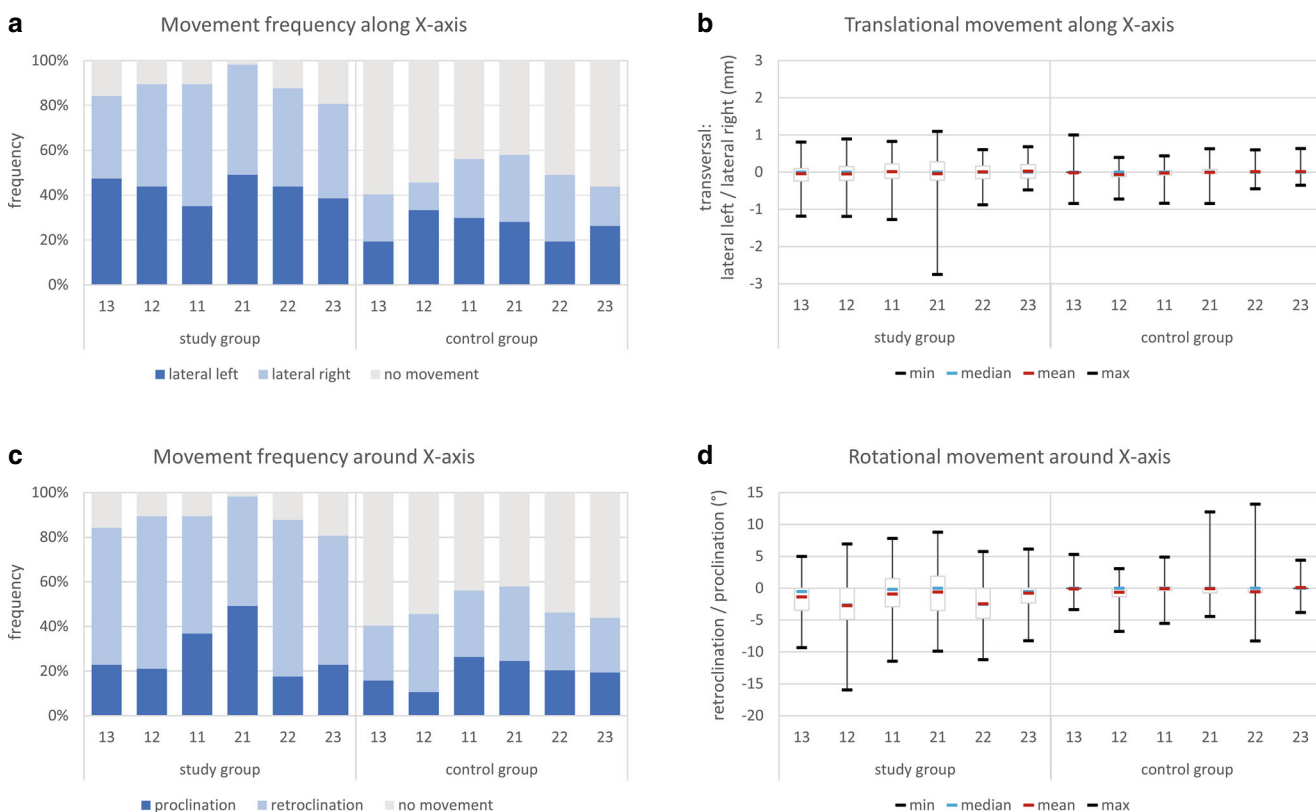 a
Movement frequency along X-axis
100%
80%
60%
40%
20%
0%
frequency
13 12 11 21 22 23 13 12 11 21 22 23
study group control group
lateral left lateral right no movement
b
Translational movement along X-axis
3
2
1
0
-1
-2
-3
transversal:
lateral left / lateral right (mm)
13 12 11 21 22 23 13 12 11 21 22 23
study group control group
min median mean max
c
Movement frequency around X-axis
100%
80%
60%
40%
20%
0%
frequency
13 12 11 21 22 23 13 12 11 21 22 23
study group control group
proclination retroclination no movement
d
Rotational movement around X-axis
15
10
5
0
-5
-10
-15
-20
retroclination / proclination (°)
13 12 11 21 22 23 13 12 11 21 22 23
study group control group
min median mean max